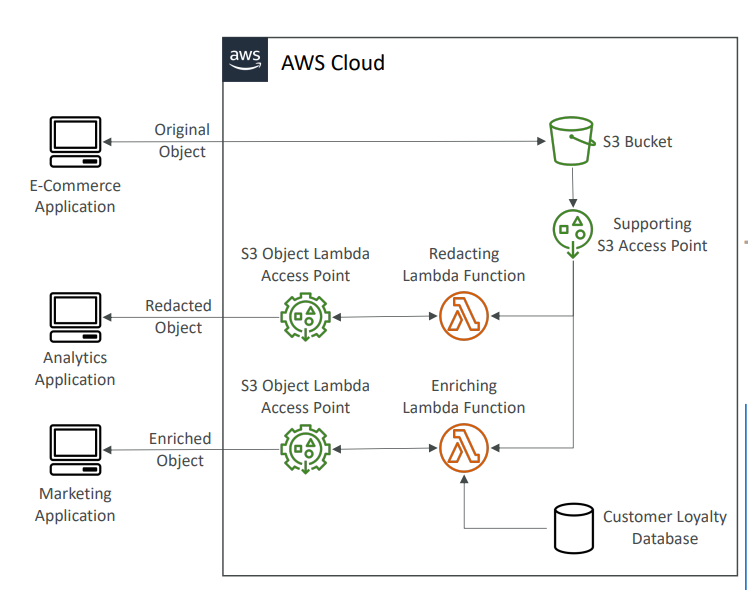 aws
AWS Cloud
Original
Object
S3 Bucket
E-Commerce
Application
Supporting
S3 Access Point
S3 Object Lambda
Access Point
Redacting
Lambda Function
Redacted
Object
Analytics
Application
S3 Object Lambda
Access Point
Enriching
Lambda Function
Enriched
Object
Marketing
Application
Customer Loyalty
Database